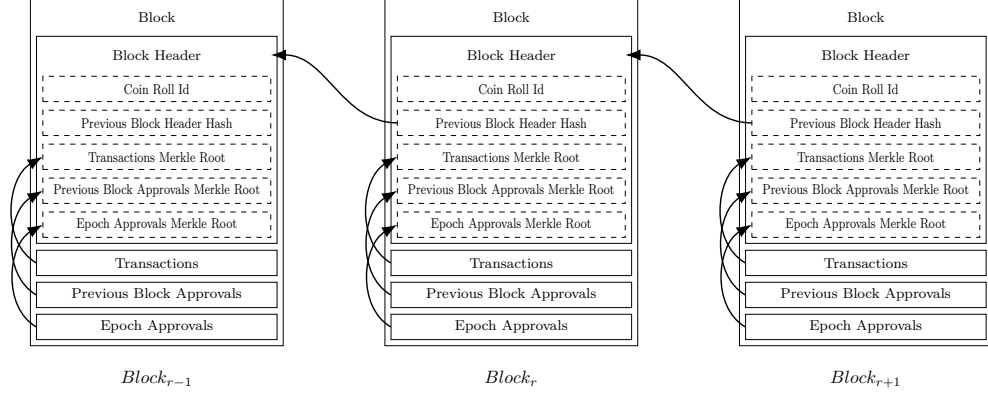 Block
Block Header
Coin Roll Id
Previous Block Header Hash
Transactions Merkle Root
Previous Block Approvals Merkle Root
Epoch Approvals Merkle Root
Transactions
Previous Block Approvals
Epoch Approvals
Block_{r-1}
Block
Block Header
Coin Roll Id
Previous Block Header Hash
Transactions Merkle Root
Previous Block Approvals Merkle Root
Epoch Approvals Merkle Root
Transactions
Previous Block Approvals
Epoch Approvals
Block_r
Block
Block Header
Coin Roll Id
Previous Block Header Hash
Transactions Merkle Root
Previous Block Approvals Merkle Root
Epoch Approvals Merkle Root
Transactions
Previous Block Approvals
Epoch Approvals
Block_{r+1}